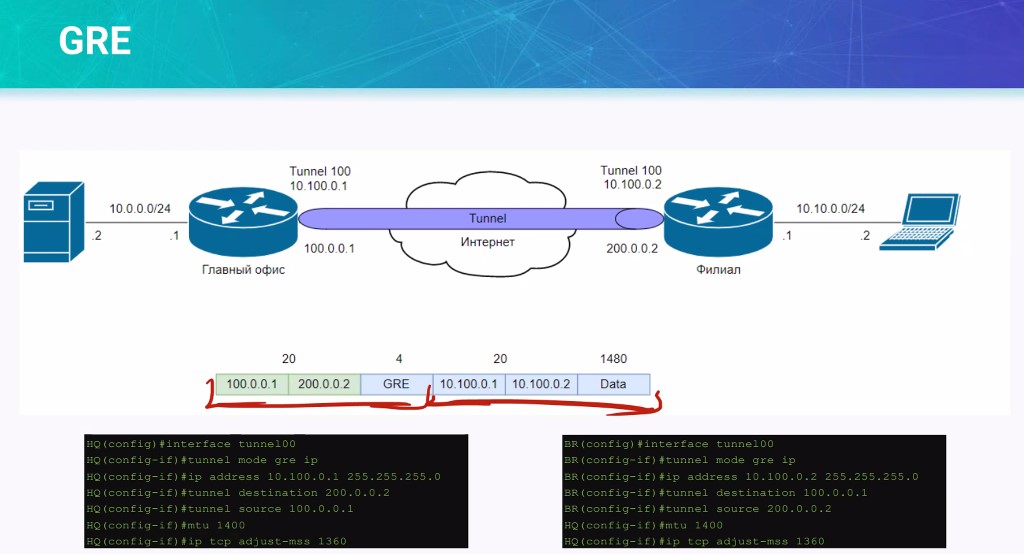 GRE
Tunnel 100
10.100.0.1
Tunnel 100
10.100.0.2
10.0.0.0/24
Tunnel
10.10.0.0/24
.2
.1
100.0.0.1
Интернет
200.0.0.2
.1
.2
Главный офис
Филиал
20
4
20
1480
100.0.0.1
200.0.0.2
GRE
10.100.0.1
10.100.0.2
Data
HQ(config)#interface tunnel00
HQ(config-if)#tunnel mode gre ip
HQ(config-if)#ip address 10.100.0.1 255.255.255.0
HQ(config-if)#tunnel destination 200.0.0.2
HQ(config-if)#tunnel source 100.0.0.1
HQ(config-if)#mtu 1400
HQ(config-if)#ip tcp adjust-mss 1360
BR(config)#interface tunnel00
BR(config-if)#tunnel mode gre ip
BR(config-if)#ip address 10.100.0.2 255.255.255.0
BR(config-if)#tunnel destination 100.0.0.1
BR(config-if)#tunnel source 200.0.0.2
HQ(config-if)#mtu 1400
HQ(config-if)#ip tcp adjust-mss 1360